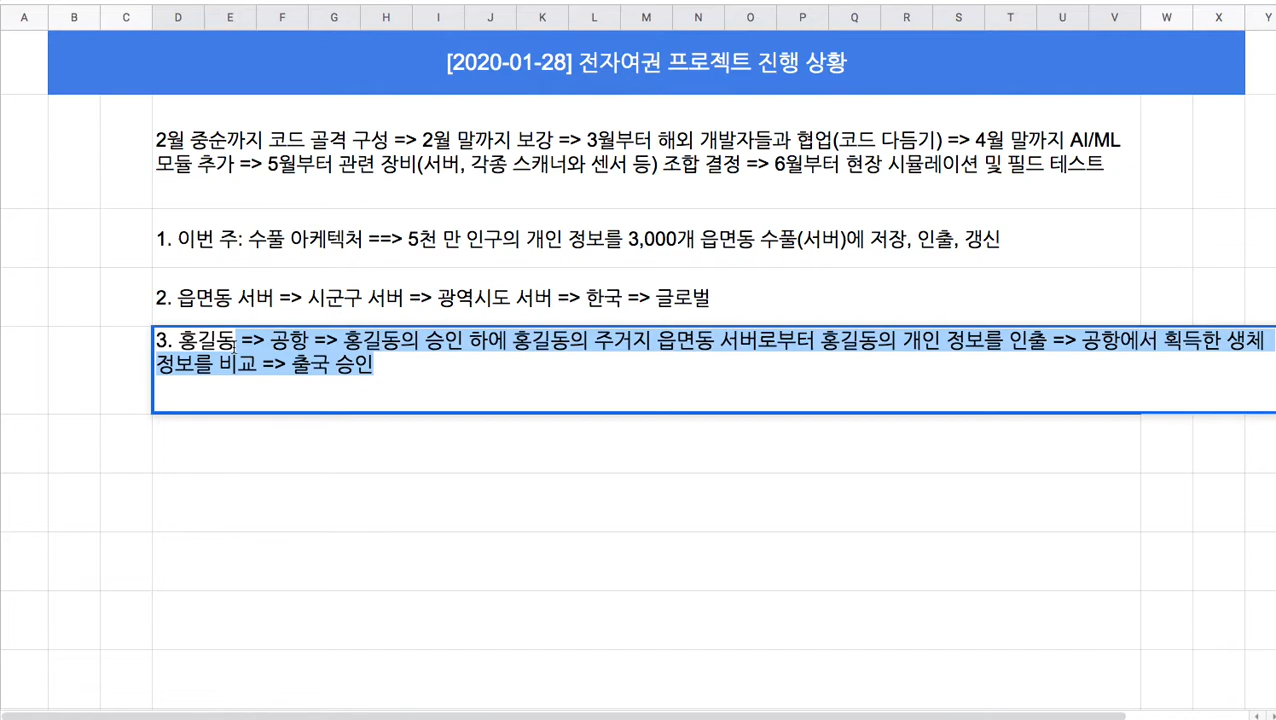 A B C D E F G H I J K L M N O P Q R S T U V W X Y
[2020-01-28] 전자여권 프로젝트 진행 상황
2월 중순까지 코드 골격 구성 => 2월 말까지 보강 => 3월부터 해외 개발자들과 협업(코드 다듬기) => 4월 말까지 AI/ML
모듈 추가 => 5월부터 관련 장비(서버, 각종 스캐너와 센서 등) 조합 결정 => 6월부터 현장 시뮬레이션 및 필드 테스트
1. 이번 주: 수풀 아케텍처 ==> 5천 만 인구의 개인 정보를 3,000개 읍면동 수풀(서버)에 저장, 인출, 갱신
2. 읍면동 서버 => 시군구 서버 => 광역시도 서버 => 한국 => 글로벌
3. 홍길동 => 공항 => 홍길동의 승인 하에 홍길동의 주거지 읍면동 서버로부터 홍길동의 개인 정보를 인출 => 공항에서 획득한 생체
정보를 비교 => 출국 승인